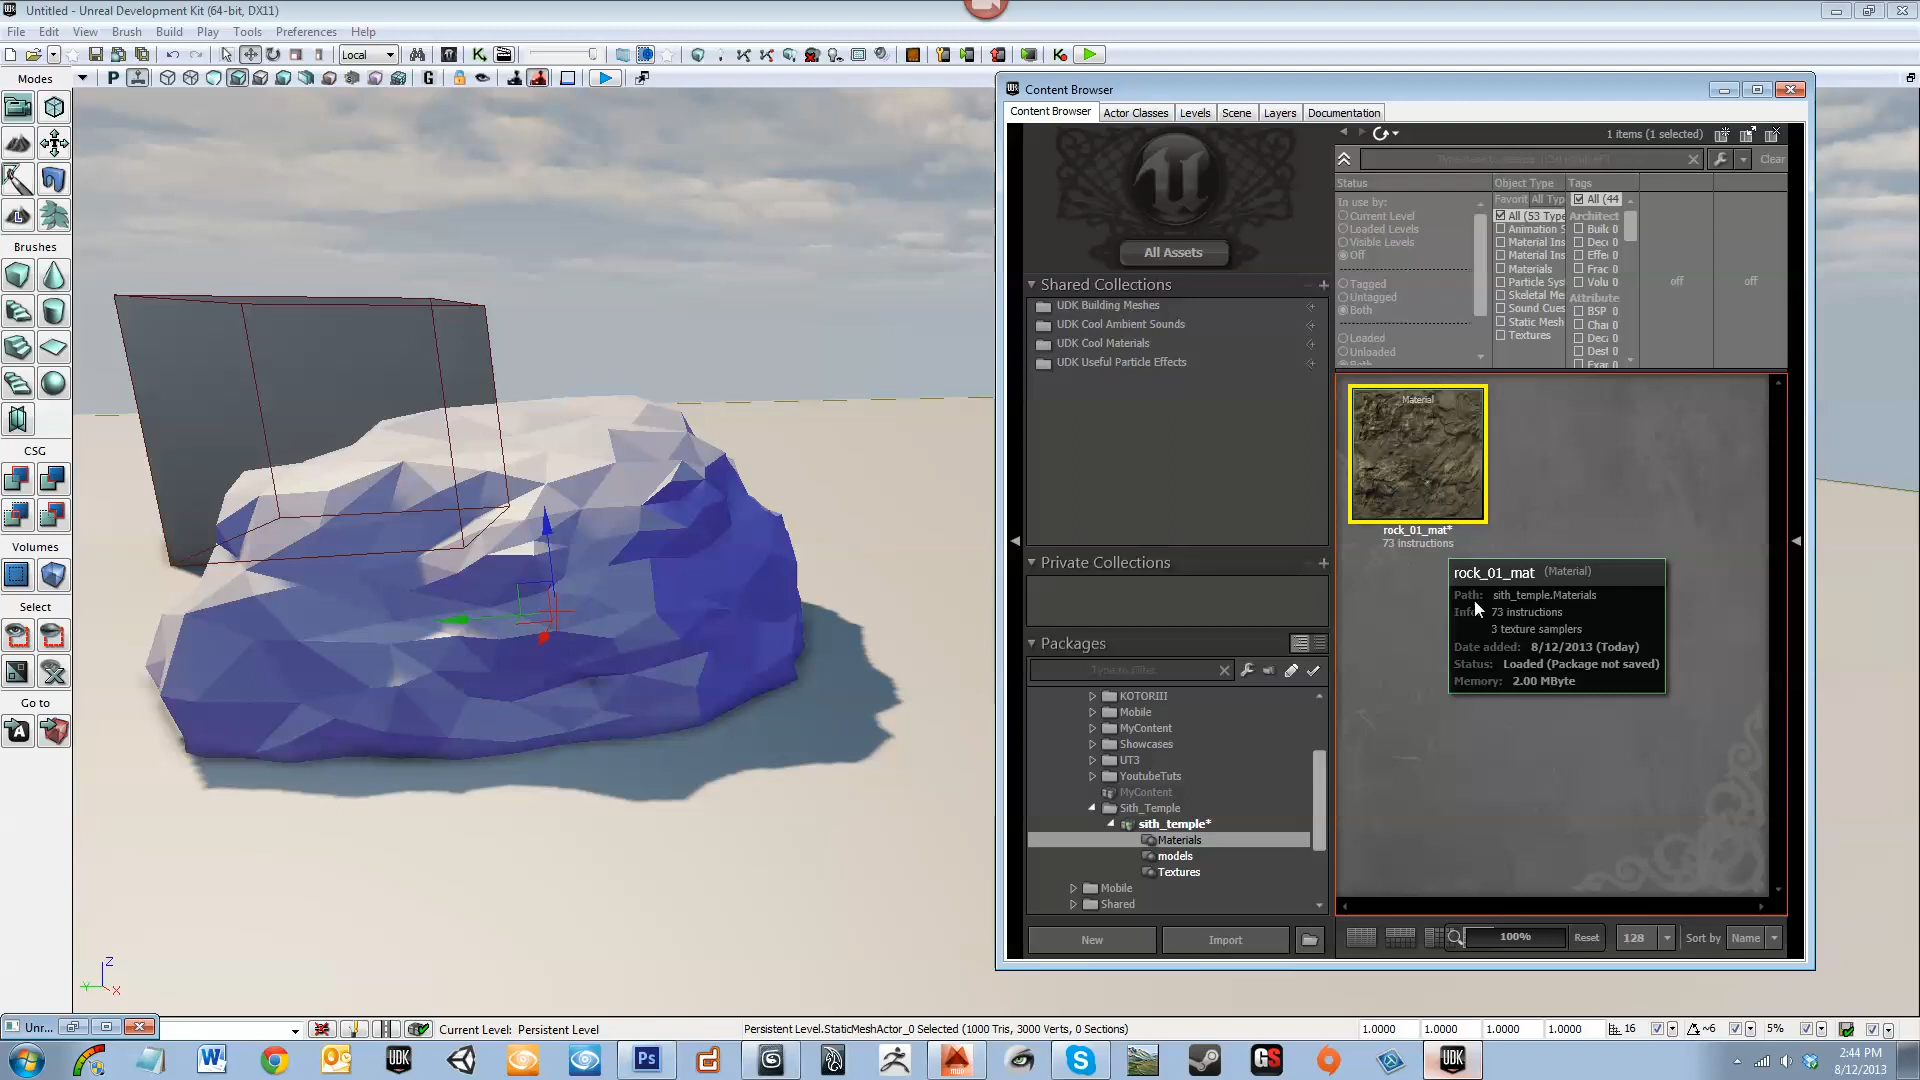 Untitled - Unreal Development Kit (64-bit, DX11)
File Edit View Brush Build Play Tools Preferences Help
Local
Modes
P
G
Brushes
CSG
Volumes
Select
Go to
Content Browser
Content Browser Actor Classes Levels Scene Layers Documentation
1 items (1 selected)
Clear
All Assets
Status
In use by:
Current Level
Loaded Levels
Visible Levels
Off
Tagged
Untagged
Both
Loaded
Unloaded
Object Type
Favorit All Typ
All (53 Type
Animation S
Material Ins
Material Ins
Materials
Particle Sys
Skeletal Me
Sound Cues
Static Mesh
Textures
Tags
All (44
Architect
Builc 0
Deco 0
Effec 0
Frac 0
Volu 0
Attribute
BSP 0
Char 0
Deca 0
Dest 0
off
off
Shared Collections
UDK Building Meshes
UDK Cool Ambient Sounds
UDK Cool Materials
UDK Useful Particle Effects
Private Collections
Packages
KOTORIII
Mobile
MyContent
Showcases
UT3
YoutubeTuts
MyContent
Sith_Temple
sith_temple*
Materials
models
Textures
Mobile
Shared
New Import
Material
rock_01_mat*
73 instructions
rock_01_mat (Material)
Path: sith_temple.Materials
73 instructions
3 texture samplers
Date added: 8/12/2013 (Today)
Status: Loaded (Package not saved)
Memory: 2.00 MByte
100% Reset 128 Sort by Name
Z
Y
X
Unr...
Current Level: Persistent Level
Persistent Level.StaticMeshActor_0 Selected (1000 Tris, 3000 Verts, 0 Sections)
1.0000 1.0000 1.0000 1.0000 16 ~6 5%
2:44 PM
8/12/2013